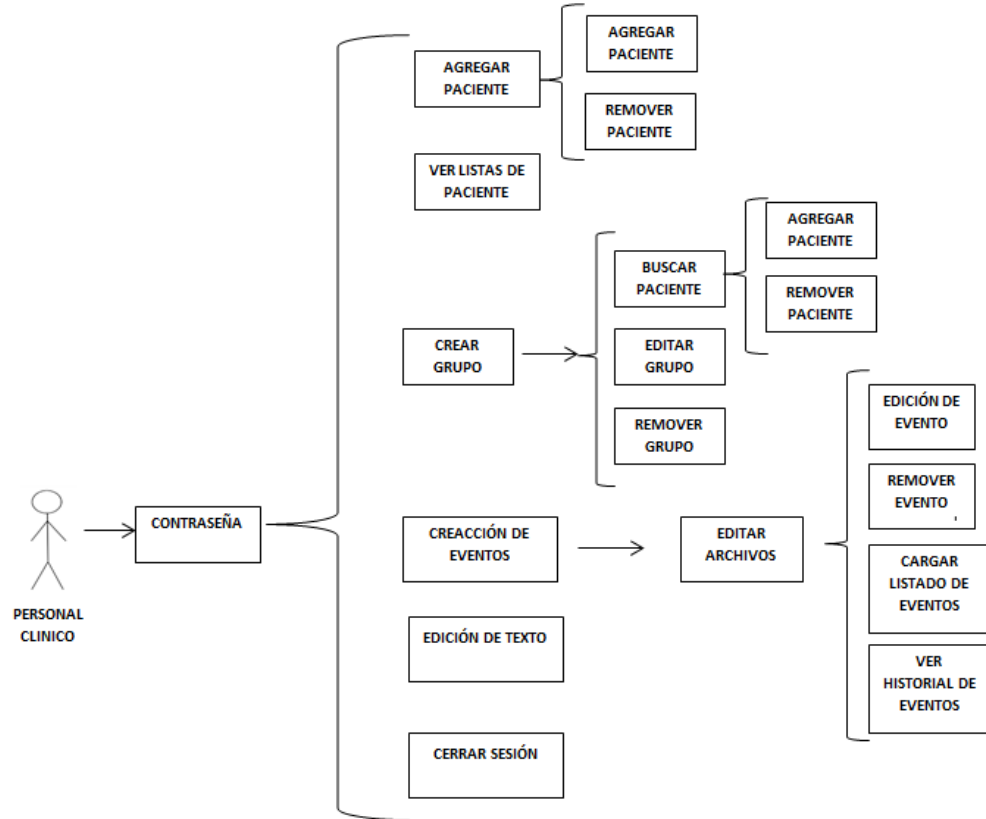 AGREGAR
PACIENTE
AGREGAR
PACIENTE
REMOVER
PACIENTE
VER LISTAS DE
PACIENTE
CREAR
GRUPO
BUSCAR
PACIENTE
AGREGAR
PACIENTE
REMOVER
PACIENTE
EDITAR
GRUPO
REMOVER
GRUPO
PERSONAL
CLINICO
CONTRASEÑA
CREACCIÓN DE
EVENTOS
EDITAR
ARCHIVOS
EDICIÓN DE
EVENTO
REMOVER
EVENTO
CARGAR
LISTADO DE
EVENTOS
VER
HISTORIAL DE
EVENTOS
EDICIÓN DE TEXTO
CERRAR SESIÓN